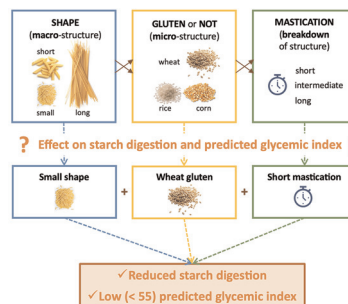 SHAPE
(macro-structure)
short
small
long
GLUTEN or NOT
(micro-structure)
wheat
rice
corn
MASTICATION
(breakdown
of structure)
short
intermediate
long
? Effect on starch digestion and predicted glycemic index
Small shape
+
Wheat gluten
+
Short mastication
✓Reduced starch digestion
✓Low (< 55) predicted glycemic index